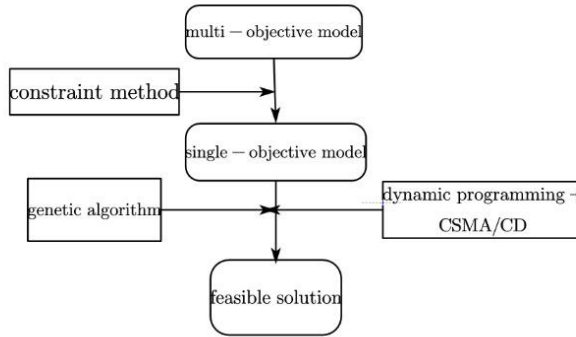 multi − objective model
constraint method
single − objective model
genetic algorithm
dynamic programming +
CSMA/CD
feasible solution